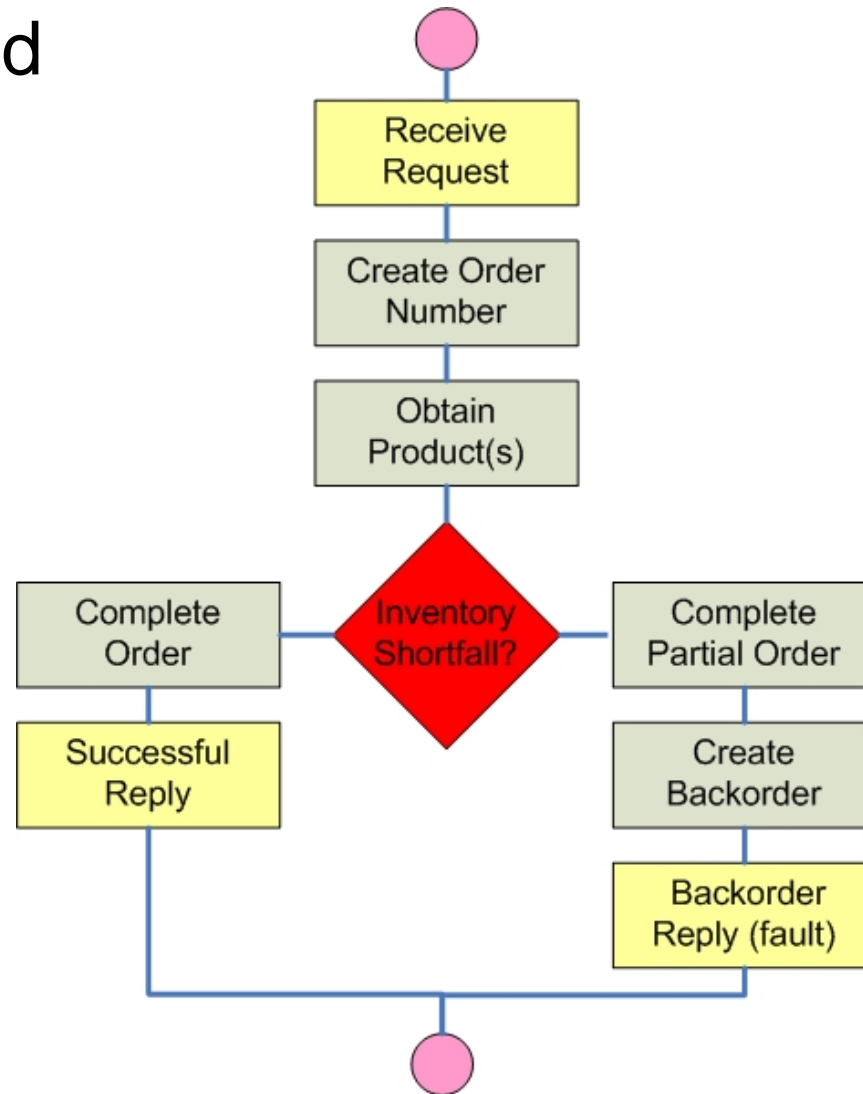 d
Receive
Request
Create Order
Number
Obtain
Product(s)
Inventory
Shortfall?
Complete
Order
Successful
Reply
Complete
Partial Order
Create
Backorder
Backorder
Reply (fault)